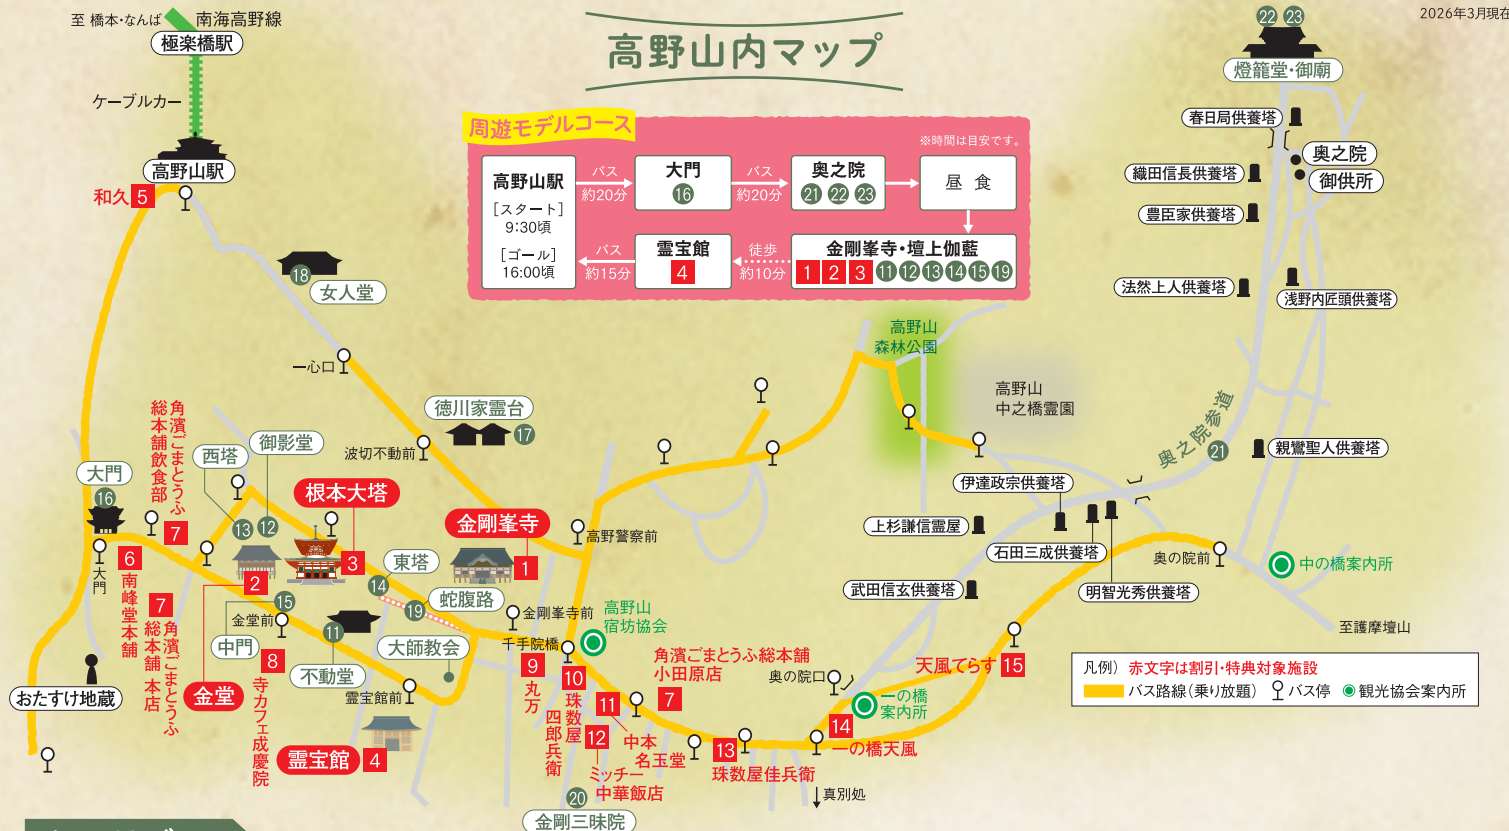 至 橋本・なんば
南海高野線
極楽橋駅
ケーブルカー
高野山駅
和久 5
高野山内マップ
2026年3月現在
周遊モデルコース
※時間は目安です。
高野山駅
[スタート]
9:30頃
[ゴール]
16:00頃
バス
約20分
大門
16
バス
約20分
奥之院
21 22 23
昼 食
金剛峯寺・壇上伽藍
1 2 3 11 12 13 14 15 19
徒歩
約10分
霊宝館
4
バス
約15分
22 23
燈籠堂・御廟
春日局供養塔
奥之院
御供所
織田信長供養塔
豊臣家供養塔
法然上人供養塔
浅野内匠頭供養塔
18
女人堂
一心口
高野山
森林公園
高野山
中之橋霊園
徳川家霊台
17
波切不動前
奥之院参道
21
親鸞聖人供養塔
伊達政宗供養塔
上杉謙信霊屋
石田三成供養塔
明智光秀供養塔
武田信玄供養塔
奥の院前
中の橋案内所
至護摩壇山
角濱ごまとうふ
総本舗飲食部
7
御影堂
西塔
大門
16
大門
13 12
根本大塔
3
金剛峯寺
1
高野警察前
東塔
14
19
蛇腹路
6
南峰堂本舗
7
角濱ごまとうふ
総本舗 本店
2
15
金堂前
中門
11
不動堂
大師教会
金堂
8
寺カフェ成慶院
霊宝館前
霊宝館 4
おたすけ地蔵
金剛峯寺前
千手院橋
高野山
宿坊協会
9
丸万
10
珠数屋
四郎兵衛
角濱ごまとうふ総本舗
小田原店
7
11
中本
名玉堂
12
ミッチー
中華飯店
13
珠数屋佳兵衛
20
金剛三昧院
奥の院口
一の橋
案内所
14
一の橋天風
天風てらす 15
真別処
凡例) 赤文字は割引・特典対象施設
バス路線(乗り放題) バス停 観光協会案内所